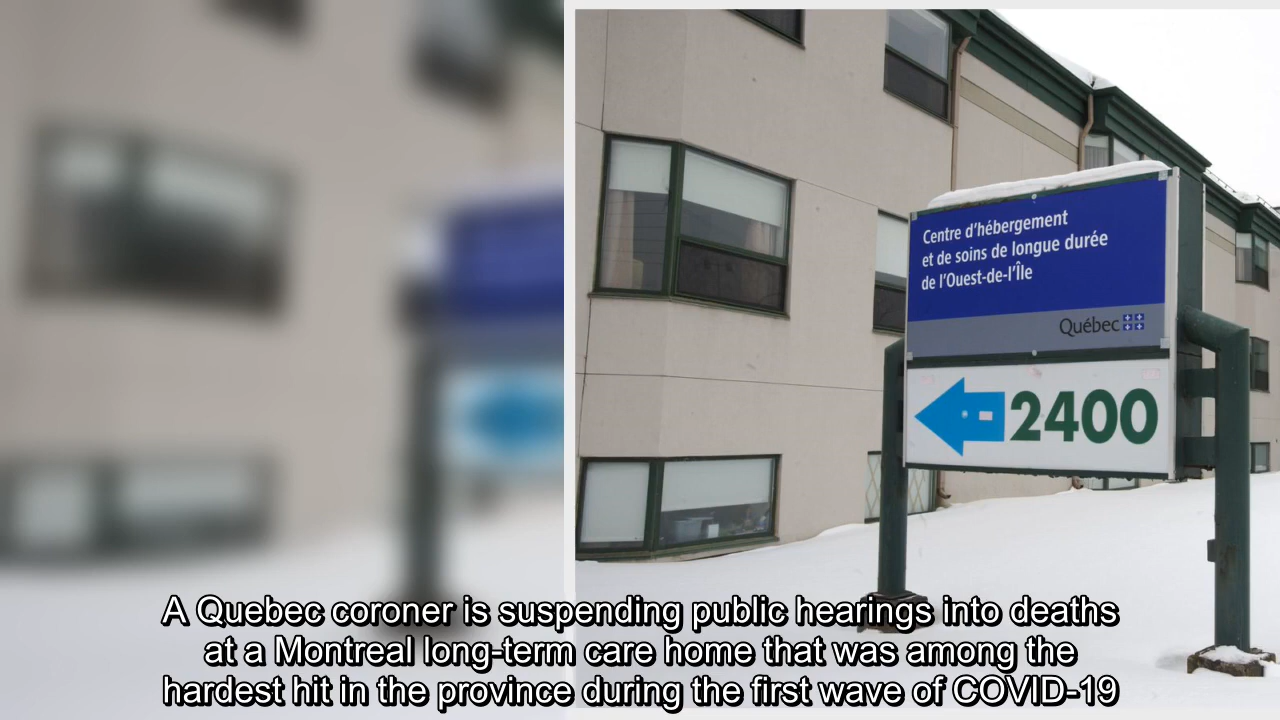 Centre d'hébergement
et de soins de longue durée
de l'Ouest-de-l'Île
Québec
2400
A Quebec coroner is suspending public hearings into deaths
at a Montreal long-term care home that was among the
hardest hit in the province during the first wave of COVID-19